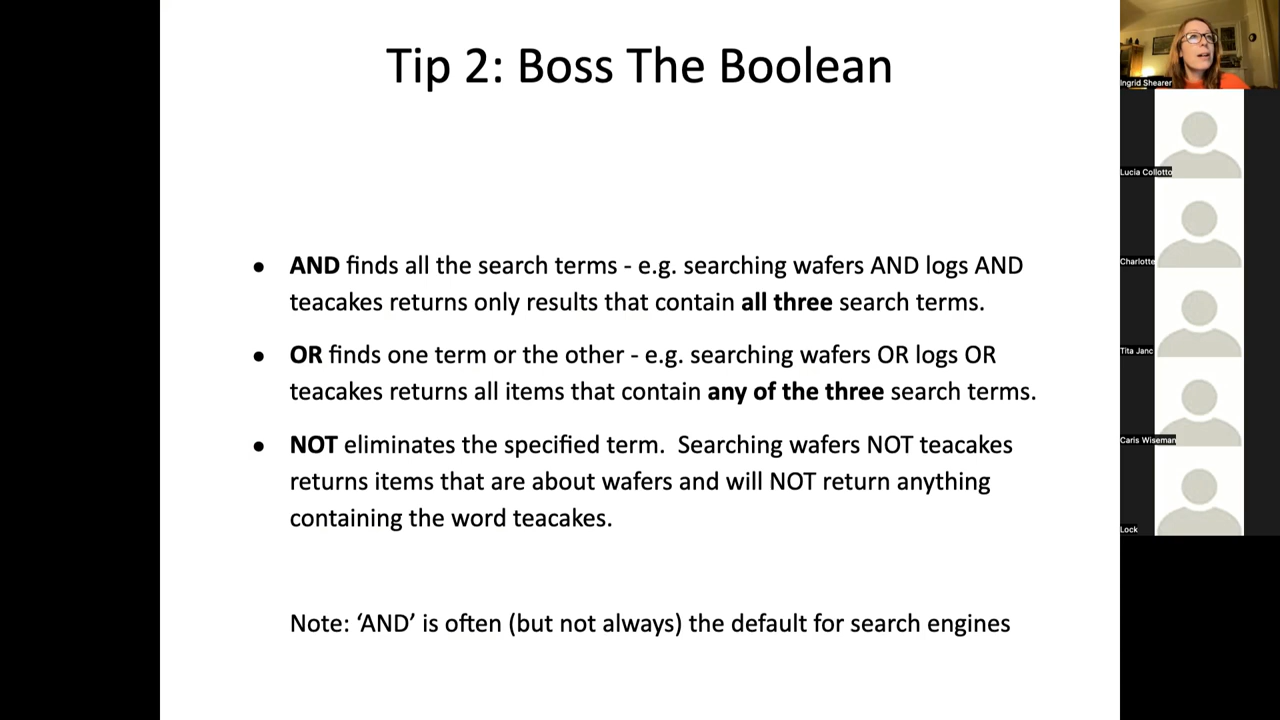 Tip 2: Boss The Boolean
● AND finds all the search terms - e.g. searching wafers AND logs AND
teacakes returns only results that contain all three search terms.
● OR finds one term or the other - e.g. searching wafers OR logs OR
teacakes returns all items that contain any of the three search terms.
● NOT eliminates the specified term.  Searching wafers NOT teacakes
returns items that are about wafers and will NOT return anything
containing the word teacakes.
Note: ‘AND’ is often (but not always) the default for search engines
Ingrid Shearer
Lucia Collotto
Charlotte
Tita Janc
Caris Wiseman
Lock